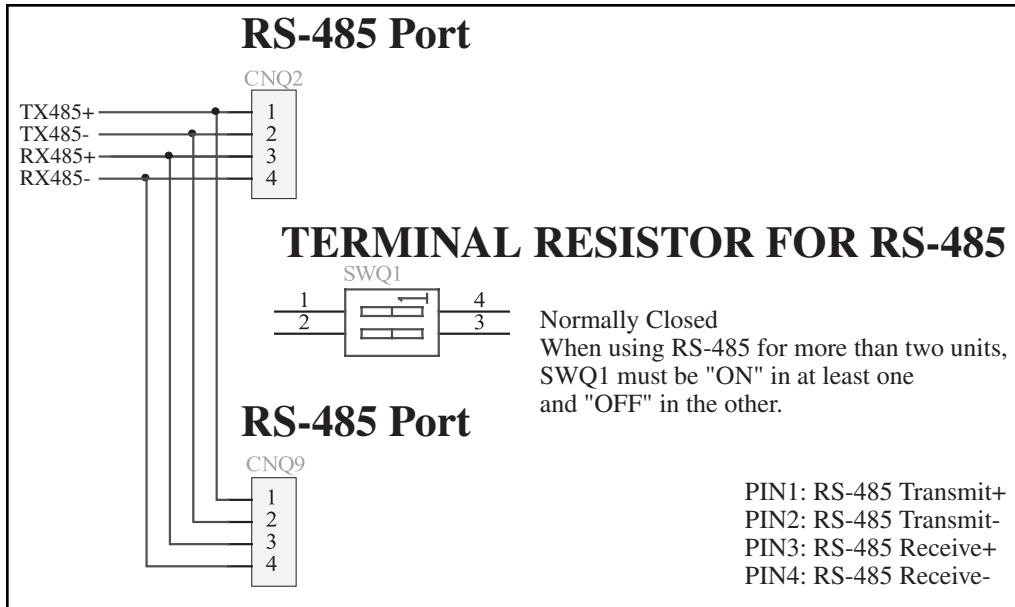 RS-485 Port
CNQ2
TX485+
TX485-
RX485+
RX485-
1
2
3
4
TERMINAL RESISTOR FOR RS-485
SWQ1
1
2
4
3
Normally Closed
When using RS-485 for more than two units,
SWQ1 must be "ON" in at least one
and "OFF" in the other.
RS-485 Port
CNQ9
1
2
3
4
PIN1: RS-485 Transmit+
PIN2: RS-485 Transmit-
PIN3: RS-485 Receive+
PIN4: RS-485 Receive-